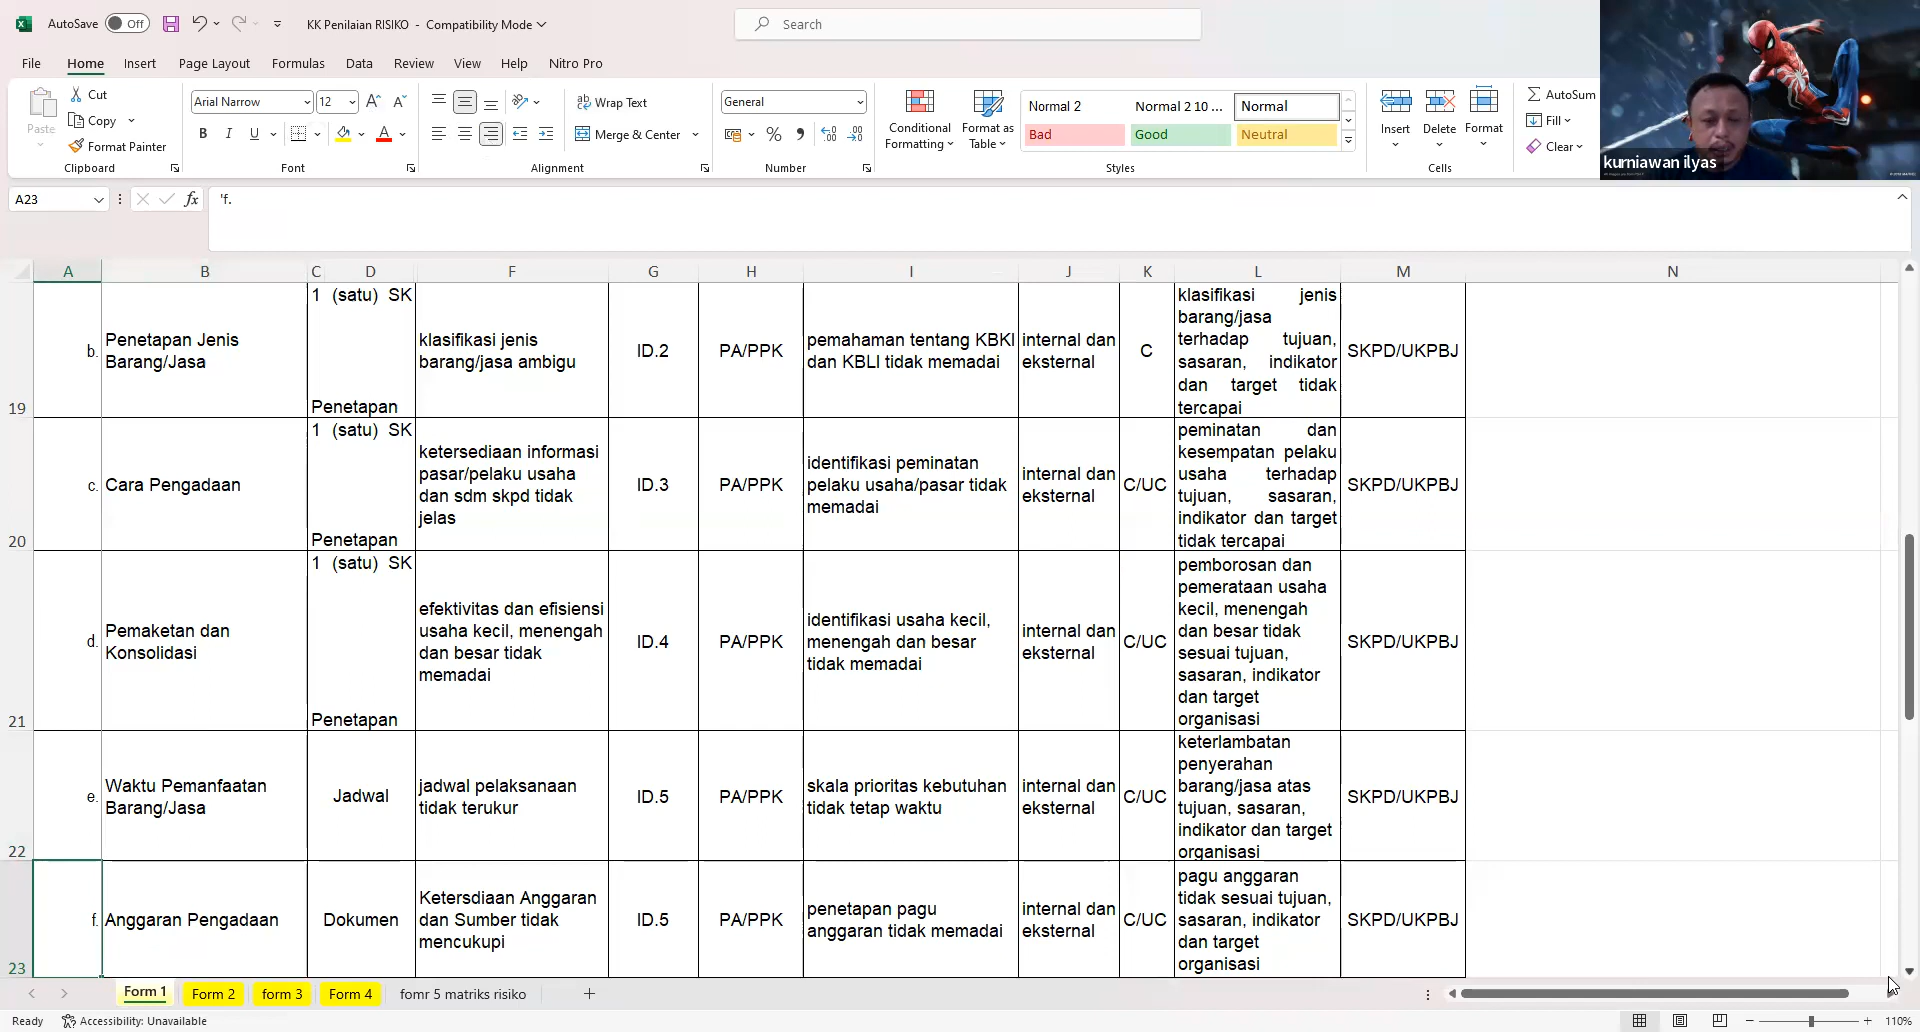 AutoSave Off KK Penilaian RISIKO - Compatibility Mode Search
File Home Insert Page Layout Formulas Data Review View Help Nitro Pro
Paste Cut Copy Format Painter Clipboard
Arial Narrow 12 B I U A Font
Wrap Text Merge & Center Alignment
General % Number
Conditional Formatting Format as Table
Normal 2 Normal 2 10 ... Normal
Bad Good Neutral
Styles
Insert Delete Format Cells
AutoSum Fill Clear
kurniawan ilyas
A23 fx 'f.
A B C D F G H I J K L M N
19 b. Penetapan Jenis Barang/Jasa 1 (satu) SK Penetapan klasifikasi jenis barang/jasa ambigu ID.2 PA/PPK pemahaman tentang KBKI dan KBLI tidak memadai internal dan eksternal C klasifikasi jenis barang/jasa terhadap tujuan, sasaran, indikator dan target tidak tercapai SKPD/UKPBJ
20 c. Cara Pengadaan 1 (satu) SK Penetapan ketersediaan informasi pasar/pelaku usaha dan sdm skpd tidak jelas ID.3 PA/PPK identifikasi peminatan pelaku usaha/pasar tidak memadai internal dan eksternal C/UC peminatan dan kesempatan pelaku usaha terhadap tujuan, sasaran, indikator dan target tidak tercapai SKPD/UKPBJ
21 d. Pemaketan dan Konsolidasi 1 (satu) SK Penetapan efektivitas dan efisiensi usaha kecil, menengah dan besar tidak memadai ID.4 PA/PPK identifikasi usaha kecil, menengah dan besar tidak memadai internal dan eksternal C/UC pemborosan dan pemerataan usaha kecil, menengah dan besar tidak sesuai tujuan, sasaran, indikator dan target organisasi SKPD/UKPBJ
22 e. Waktu Pemanfaatan Barang/Jasa Jadwal jadwal pelaksanaan tidak terukur ID.5 PA/PPK skala prioritas kebutuhan tidak tetap waktu internal dan eksternal C/UC keterlambatan penyerahan barang/jasa atas tujuan, sasaran, indikator dan target organisasi SKPD/UKPBJ
23 f. Anggaran Pengadaan Dokumen Ketersdiaan Anggaran dan Sumber tidak mencukupi ID.5 PA/PPK penetapan pagu anggaran tidak memadai internal dan eksternal C/UC pagu anggaran tidak sesuai tujuan, sasaran, indikator dan target organisasi SKPD/UKPBJ
Form 1 Form 2 form 3 Form 4 fomr 5 matriks risiko +
Ready Accessibility: Unavailable 110%